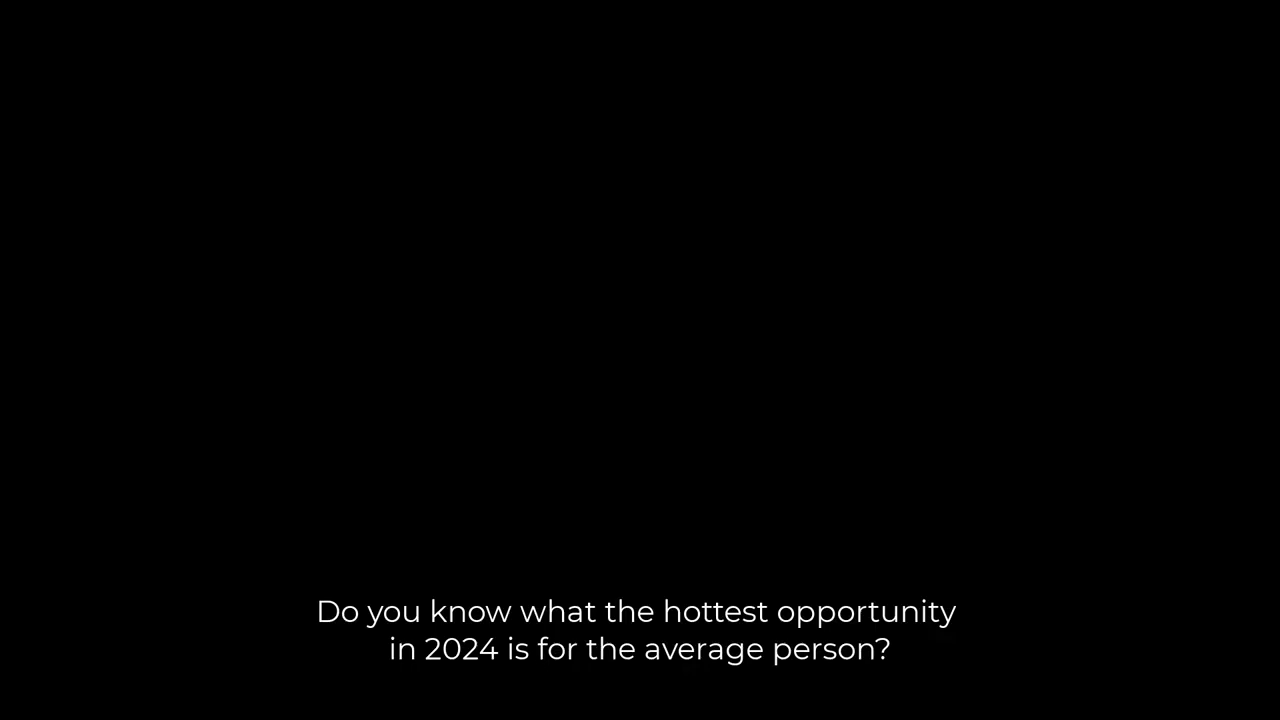 Do you know what the hottest opportunity
in 2024 is for the average person?